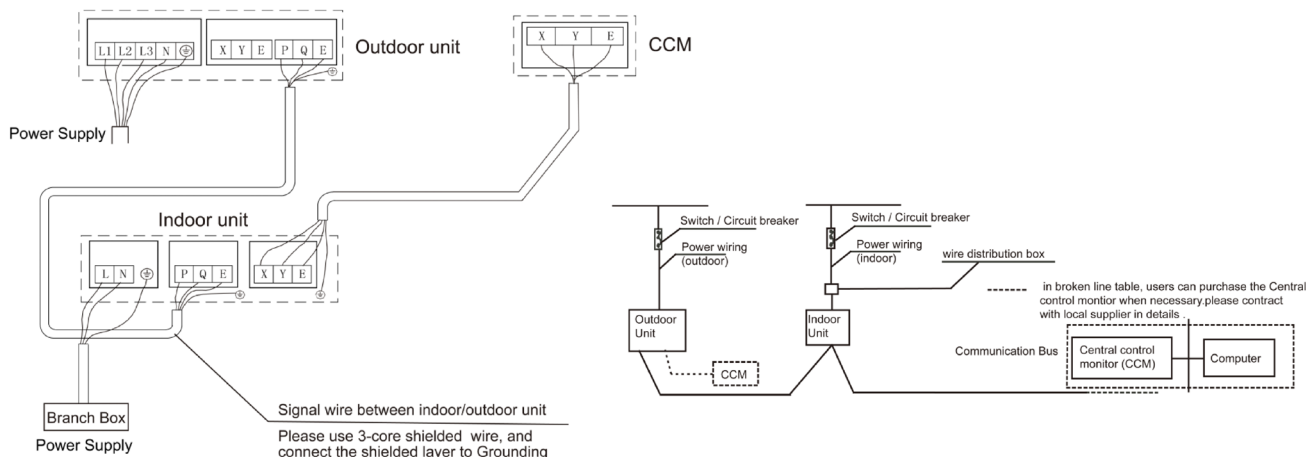 L1 L2 L3 N
X Y E P Q E
Outdoor unit
Power Supply
X Y E
CCM
Indoor unit
L N
P Q E
X Y E
Branch Box
Power Supply
Signal wire between indoor/outdoor unit
Please use 3-core shielded wire, and
connect the shielded layer to Grounding
Switch / Circuit breaker
Power wiring
(outdoor)
Switch / Circuit breaker
Power wiring
(indoor)
wire distribution box
in broken line table, users can purchase the Central
control montior when necessary.please contract
with local supplier in details .
Outdoor
Unit
Indoor
Unit
CCM
Communication Bus
Central control
monitor (CCM)
Computer